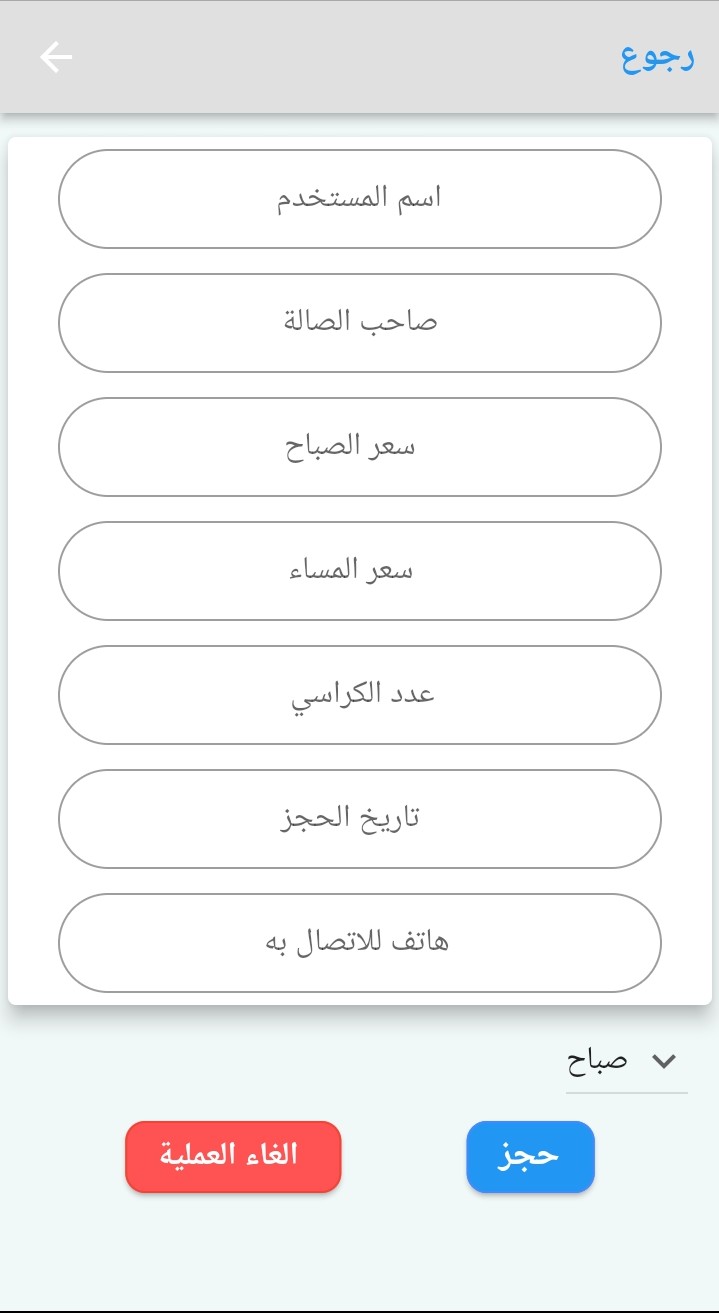 رجوع
اسم المستخدم
صاحب الصالة
سعر الصباح
سعر المساء
عدد الكراسي
تاريخ الحجز
هاتف للاتصال به
صباح
حجز
الغاء العملية